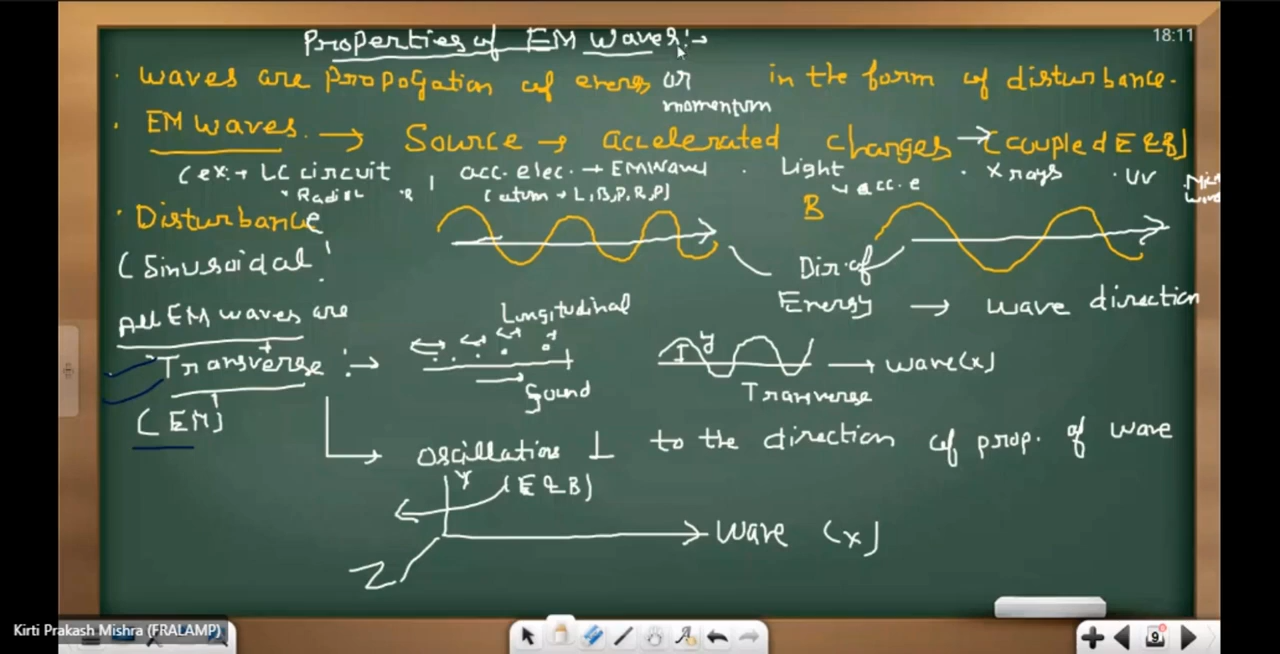 Properties of EM waves:→
18:11
· waves are propogation of energy or momentum in the form of disturbance.
· EM waves. → Source → accelerated charges → (coupled E & B)
(ex. → LC circuit acc. elec. → EM wave) · Light · X rays · UV
(atom → L, B, P, R, P) → acc. e
· Disturbance B
(Sinusoidal)
Dir. of
Energy → wave direction
All EM waves are
Longitudinal
Transverse :→ y wave (x)
Sound Tranverse
(EM)
oscillation ⊥ to the direction of prop. of wave
Y (E & B)
wave (x)
Z
Kirti Prakash Mishra (FRALAMP)
9